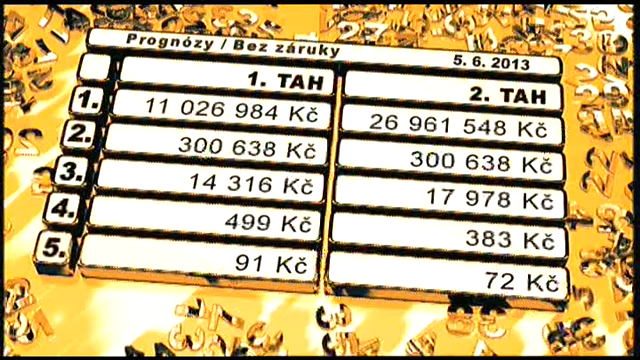 Prognózy / Bez záruky 5. 6. 2013
1. TAH 2. TAH
1. 11 026 984 Kč 26 961 548 Kč
2. 300 638 Kč 300 638 Kč
3. 14 316 Kč 17 978 Kč
4. 499 Kč 383 Kč
5. 91 Kč 72 Kč